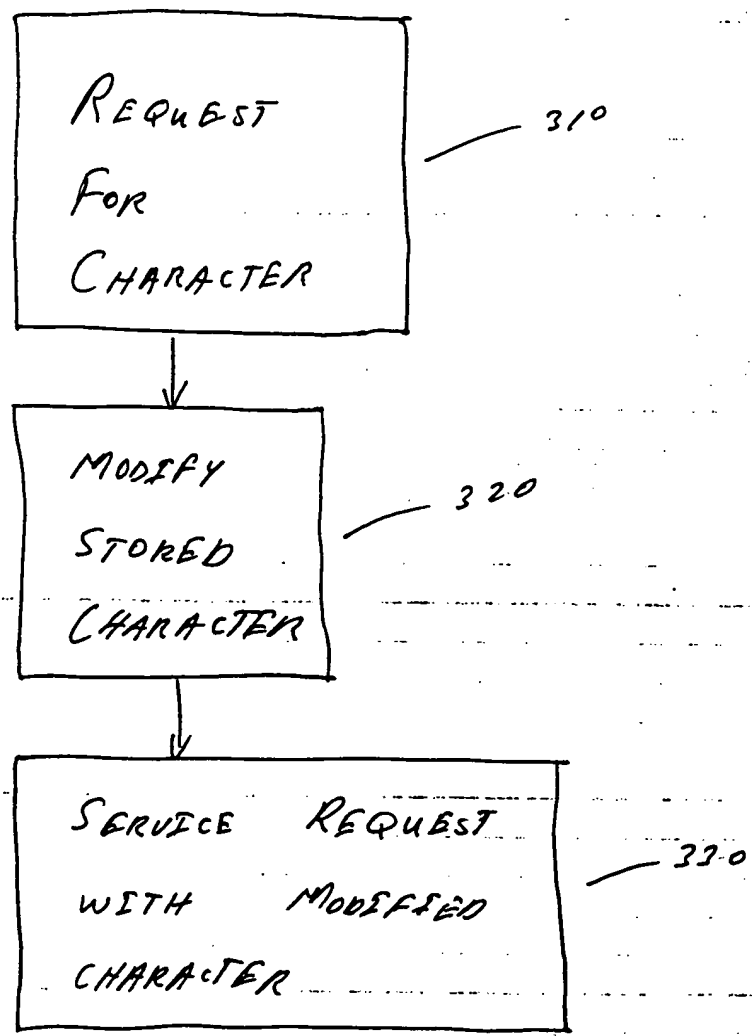 REQUEST
FOR
CHARACTER
310
MODIFY
STORED
CHARACTER
320
SERVICE REQUEST
WITH MODIFIED
CHARACTER
330